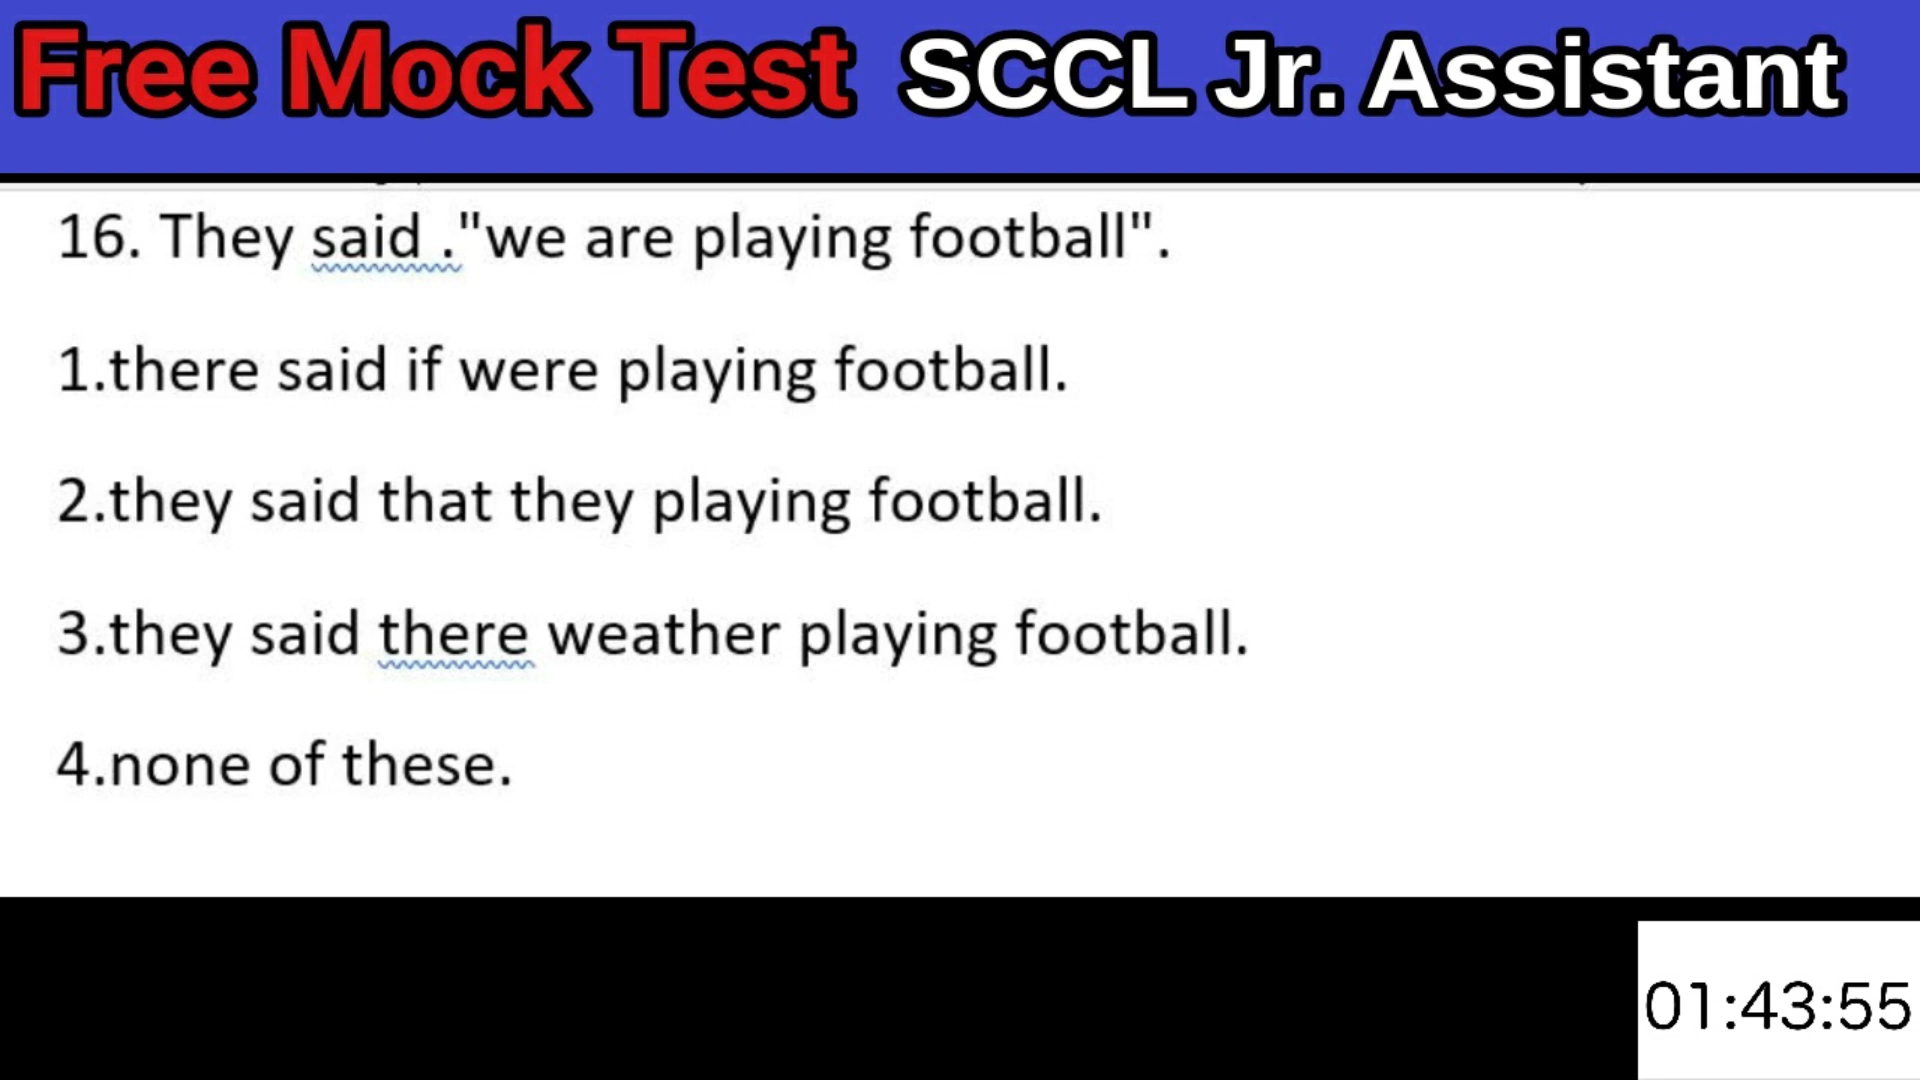 Free Mock Test SCCL Jr. Assistant
16. They said ."we are playing football".
1.there said if were playing football.
2.they said that they playing football.
3.they said there weather playing football.
4.none of these.
01:43:55